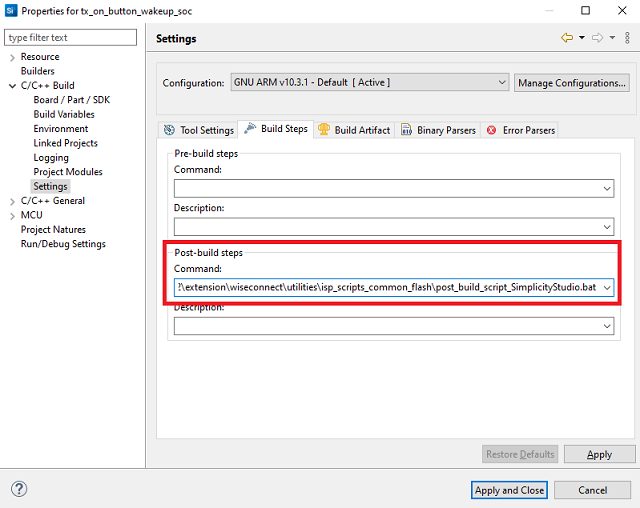 Si Properties for tx_on_button_wakeup_soc
type filter text
Settings
Resource
Builders
C/C++ Build
Board / Part / SDK
Build Variables
Environment
Linked Projects
Logging
Project Modules
Settings
C/C++ General
MCU
Project Natures
Run/Debug Settings
Configuration: GNU ARM v10.3.1 - Default [ Active ] Manage Configurations...
Tool Settings Build Steps Build Artifact 010 Binary Parsers Error Parsers
Pre-build steps
Command:
Description:
Post-build steps
Command:
\extension\wiseconnect\utilities\isp_scripts_common_flash\post_build_script_SimplicityStudio.bat
Description:
Restore Defaults Apply
? Apply and Close Cancel